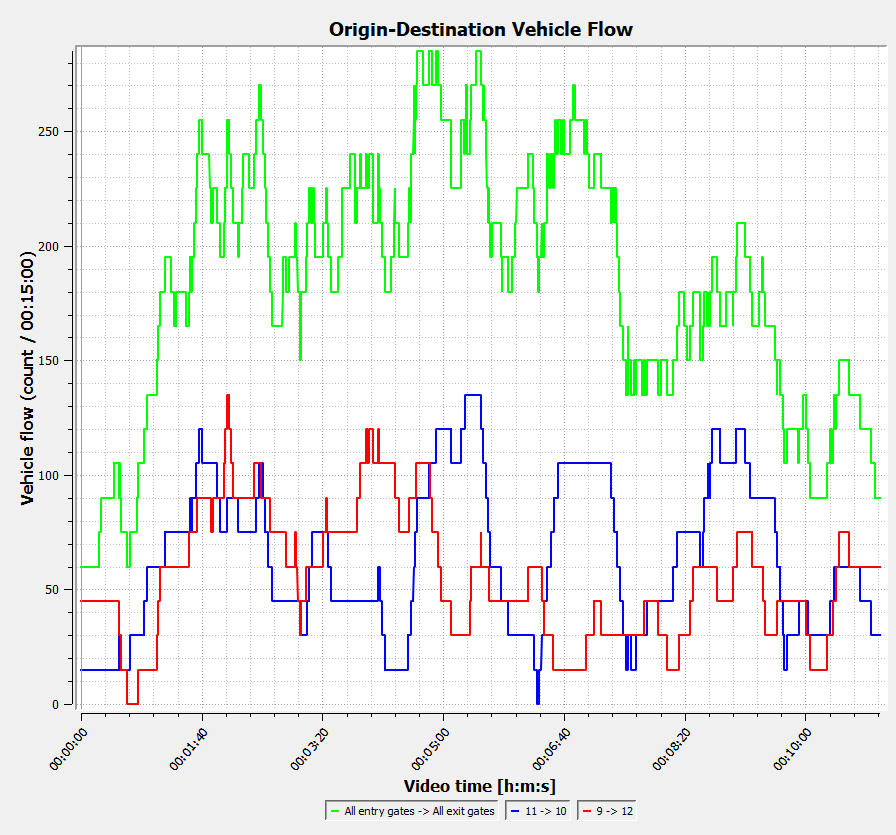 Origin-Destination Vehicle Flow
Vehicle flow (count / 00:15:00)
250
200
150
100
50
0
00:00:00
00:01:40
00:03:20
00:05:00
00:06:40
00:08:20
00:10:00
Video time [h:m:s]
All entry gates -> All exit gates
11 -> 10
9 -> 12